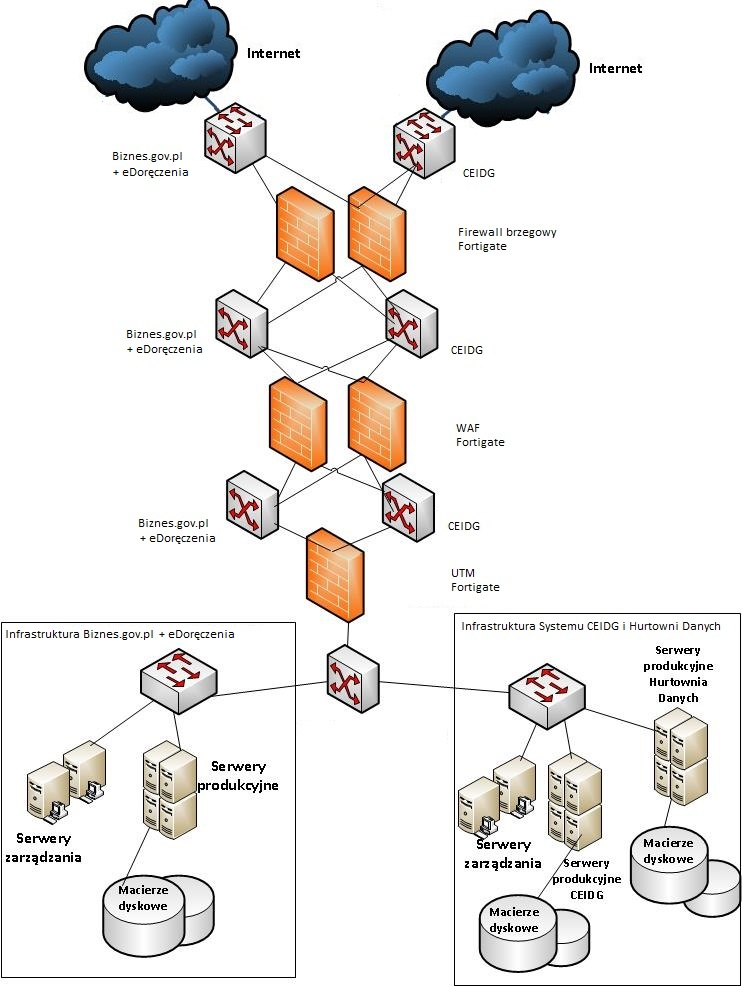 Internet
Internet
Biznes.gov.pl
+ eDoręczenia
CEIDG
Firewall brzegowy
Fortigate
Biznes.gov.pl
+ eDoręczenia
CEIDG
WAF
Fortigate
Biznes.gov.pl
+ eDoręczenia
CEIDG
UTM
Fortigate
Infrastruktura Biznes.gov.pl + eDoręczenia
Serwery
produkcyjne
Serwery
zarządzania
Macierze
dyskowe
Infrastruktura Systemu CEIDG i Hurtowni Danych
Serwery
produkcyjne
Hurtownia
Danych
Serwery
zarządzania
Serwery
produkcyjne
CEIDG
Macierze
dyskowe
Macierze
dyskowe